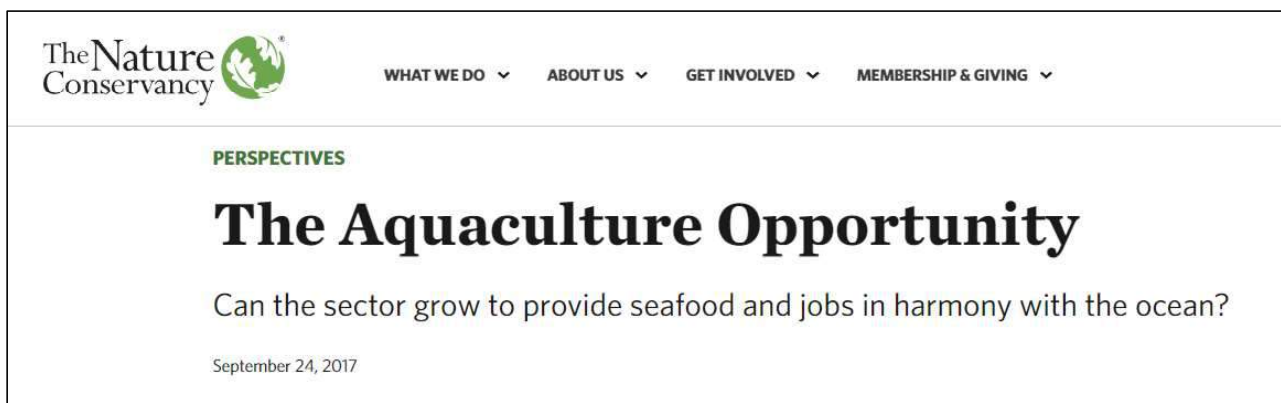 The Nature
Conservancy
WHAT WE DO ABOUT US GET INVOLVED MEMBERSHIP & GIVING
PERSPECTIVES
The Aquaculture Opportunity
Can the sector grow to provide seafood and jobs in harmony with the ocean?
September 24, 2017